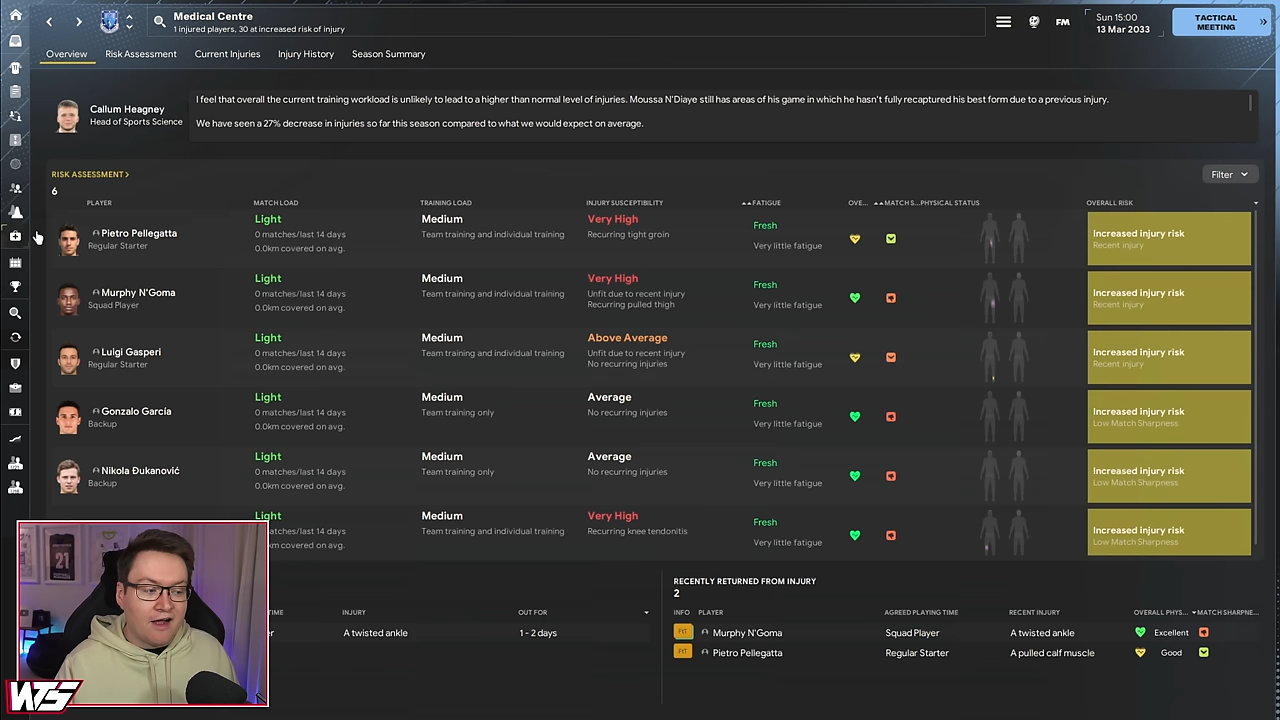 Medical Centre
1 injured players, 30 at increased risk of injury
FM
Sun 15:00
13 Mar 2033
TACTICAL
MEETING
Overview
Risk Assessment
Current Injuries
Injury History
Season Summary
Callum Heagney
Head of Sports Science
I feel that overall the current training workload is unlikely to lead to a higher than normal level of injuries. Moussa N'Diaye still has areas of his game in which he hasn't fully recaptured his best form due to a previous injury.
We have seen a 27% decrease in injuries so far this season compared to what we would expect on average.
RISK ASSESSMENT >
6
Filter
PLAYER MATCH LOAD TRAINING LOAD INJURY SUSCEPTIBILITY FATIGUE OVE... MATCH S... PHYSICAL STATUS OVERALL RISK
Pietro Pellegatta
Regular Starter
Light
0 matches/last 14 days
0.0km covered on avg.
Medium
Team training and individual training
Very High
Recurring tight groin
Fresh
Very little fatigue
Increased injury risk
Recent injury
Murphy N'Goma
Squad Player
Light
0 matches/last 14 days
0.0km covered on avg.
Medium
Team training and individual training
Very High
Unfit due to recent injury
Recurring pulled thigh
Fresh
Very little fatigue
Increased injury risk
Recent injury
Luigi Gasperi
Regular Starter
Light
0 matches/last 14 days
0.0km covered on avg.
Medium
Team training and individual training
Above Average
Unfit due to recent injury
No recurring injuries
Fresh
Very little fatigue
Increased injury risk
Recent injury
Gonzalo García
Backup
Light
0 matches/last 14 days
0.0km covered on avg.
Medium
Team training only
Average
No recurring injuries
Fresh
Very little fatigue
Increased injury risk
Low Match Sharpness
Nikola Đukanović
Backup
Light
0 matches/last 14 days
0.0km covered on avg.
Medium
Team training only
Average
No recurring injuries
Fresh
Very little fatigue
Increased injury risk
Low Match Sharpness
Light
0 matches/last 14 days
0.0km covered on avg.
Medium
Team training and individual training
Very High
Recurring knee tendonitis
Fresh
Very little fatigue
Increased injury risk
Low Match Sharpness
INJURY OUT FOR
A twisted ankle 1 - 2 days
RECENTLY RETURNED FROM INJURY
2
INFO PLAYER AGREED PLAYING TIME RECENT INJURY OVERALL PHYS... MATCH SHARPNE...
FIT Murphy N'Goma Squad Player A twisted ankle Excellent
FIT Pietro Pellegatta Regular Starter A pulled calf muscle Good
21
WTS